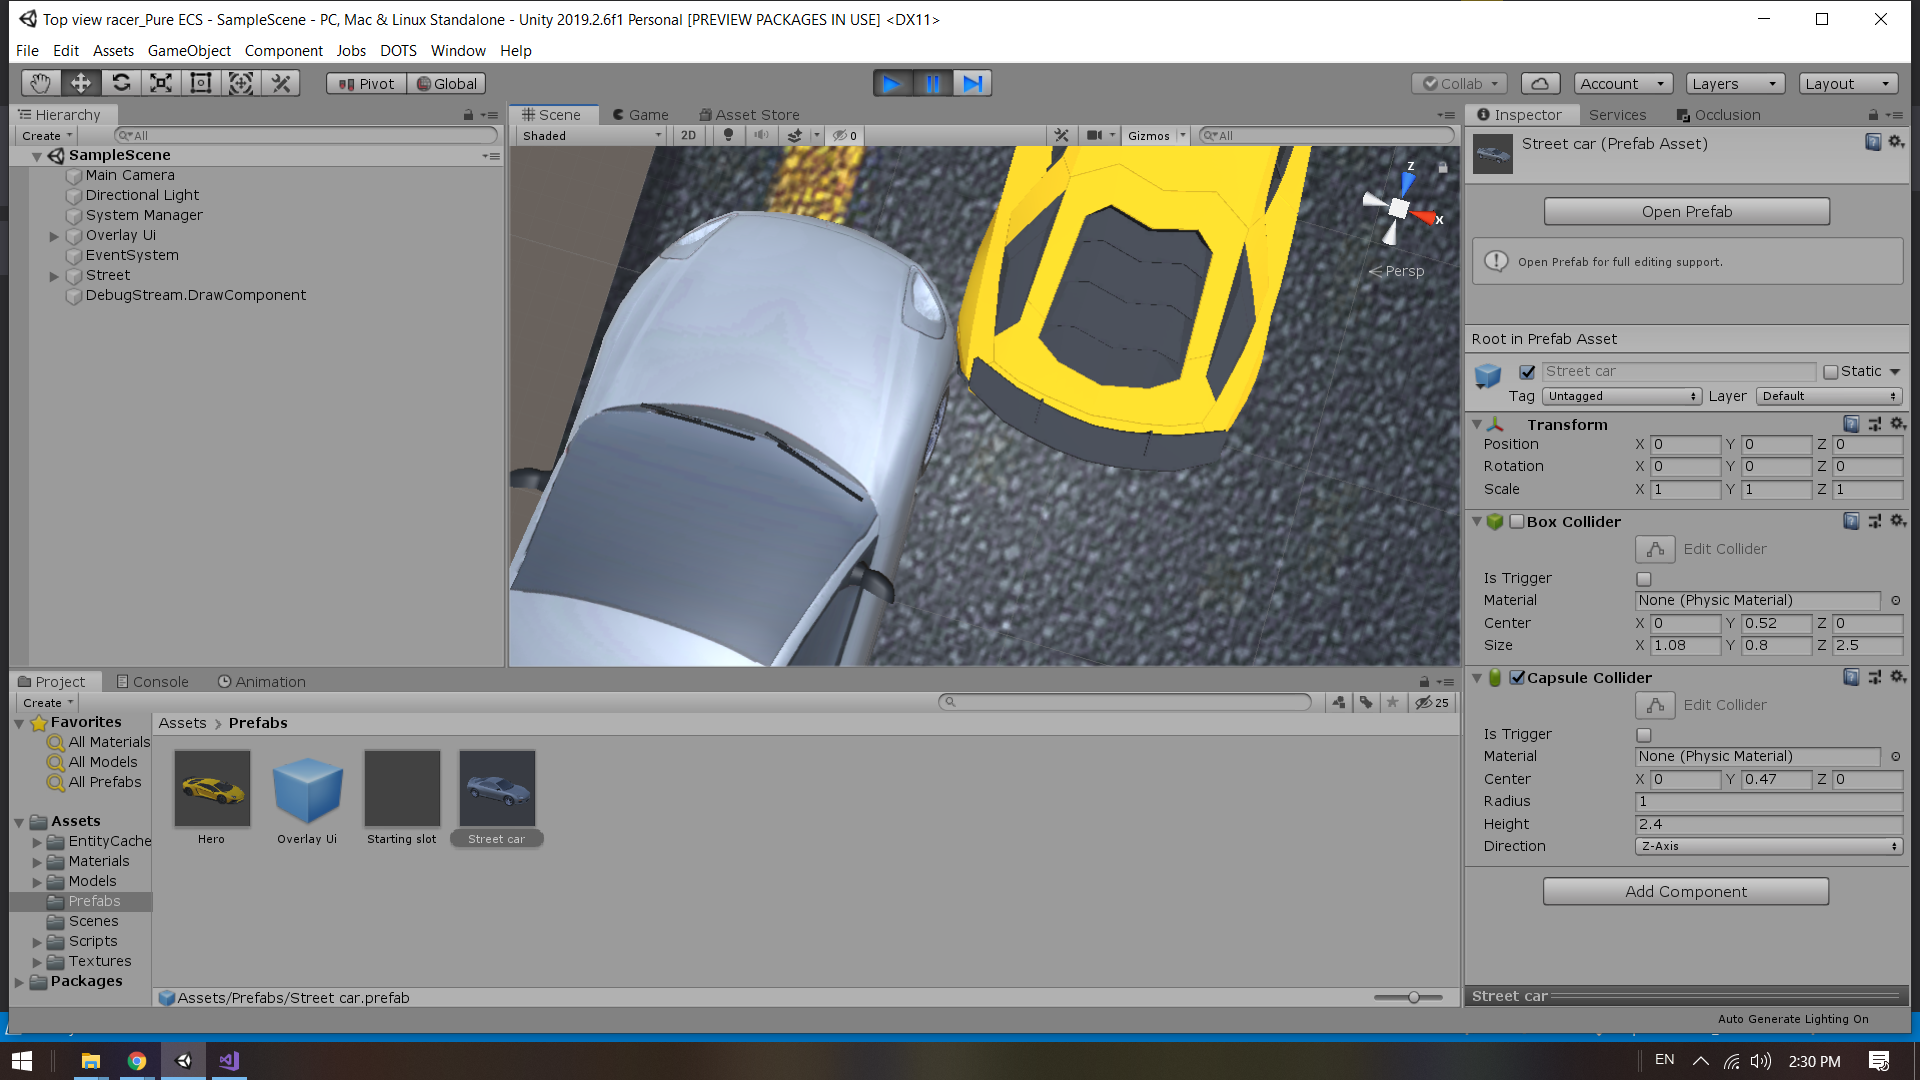 Top view racer_Pure ECS - SampleScene - PC, Mac & Linux Standalone - Unity 2019.2.6f1 Personal [PREVIEW PACKAGES IN USE] <DX11>
File Edit Assets GameObject Component Jobs DOTS Window Help
Pivot Global Collab Account Layers Layout
Hierarchy
Create All
SampleScene
Main Camera
Directional Light
System Manager
Overlay Ui
EventSystem
Street
DebugStream.DrawComponent
Scene Game Asset Store
Shaded 2D 0 Gizmos All
z
x
Persp
Inspector Services Occlusion
Street car (Prefab Asset)
Open Prefab
Open Prefab for full editing support.
Root in Prefab Asset
Street car Static
Tag Untagged Layer Default
Transform
Position X 0 Y 0 Z 0
Rotation X 0 Y 0 Z 0
Scale X 1 Y 1 Z 1
Box Collider
Edit Collider
Is Trigger
Material None (Physic Material)
Center X 0 Y 0.52 Z 0
Size X 1.08 Y 0.8 Z 2.5
Capsule Collider
Edit Collider
Is Trigger
Material None (Physic Material)
Center X 0 Y 0.47 Z 0
Radius 1
Height 2.4
Direction Z-Axis
Add Component
Street car
Auto Generate Lighting On
Project Console Animation
Create 25
Favorites
All Materials
All Models
All Prefabs
Assets
EntityCache
Materials
Models
Prefabs
Scenes
Scripts
Textures
Packages
Assets > Prefabs
Hero Overlay Ui Starting slot Street car
Assets/Prefabs/Street car.prefab
EN 2:30 PM